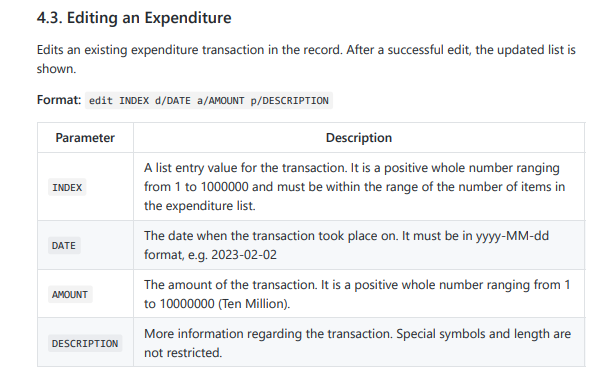 4.3. Editing an Expenditure
Edits an existing expenditure transaction in the record. After a successful edit, the updated list is
shown.
Format: edit INDEX d/DATE a/AMOUNT p/DESCRIPTION
Parameter Description
INDEX
A list entry value for the transaction. It is a positive whole number ranging
from 1 to 1000000 and must be within the range of the number of items in
the expenditure list.
DATE
The date when the transaction took place on. It must be in yyyy-MM-dd
format, e.g. 2023-02-02
AMOUNT
The amount of the transaction. It is a positive whole number ranging from 1
to 10000000 (Ten Million).
DESCRIPTION
More information regarding the transaction. Special symbols and length are
not restricted.